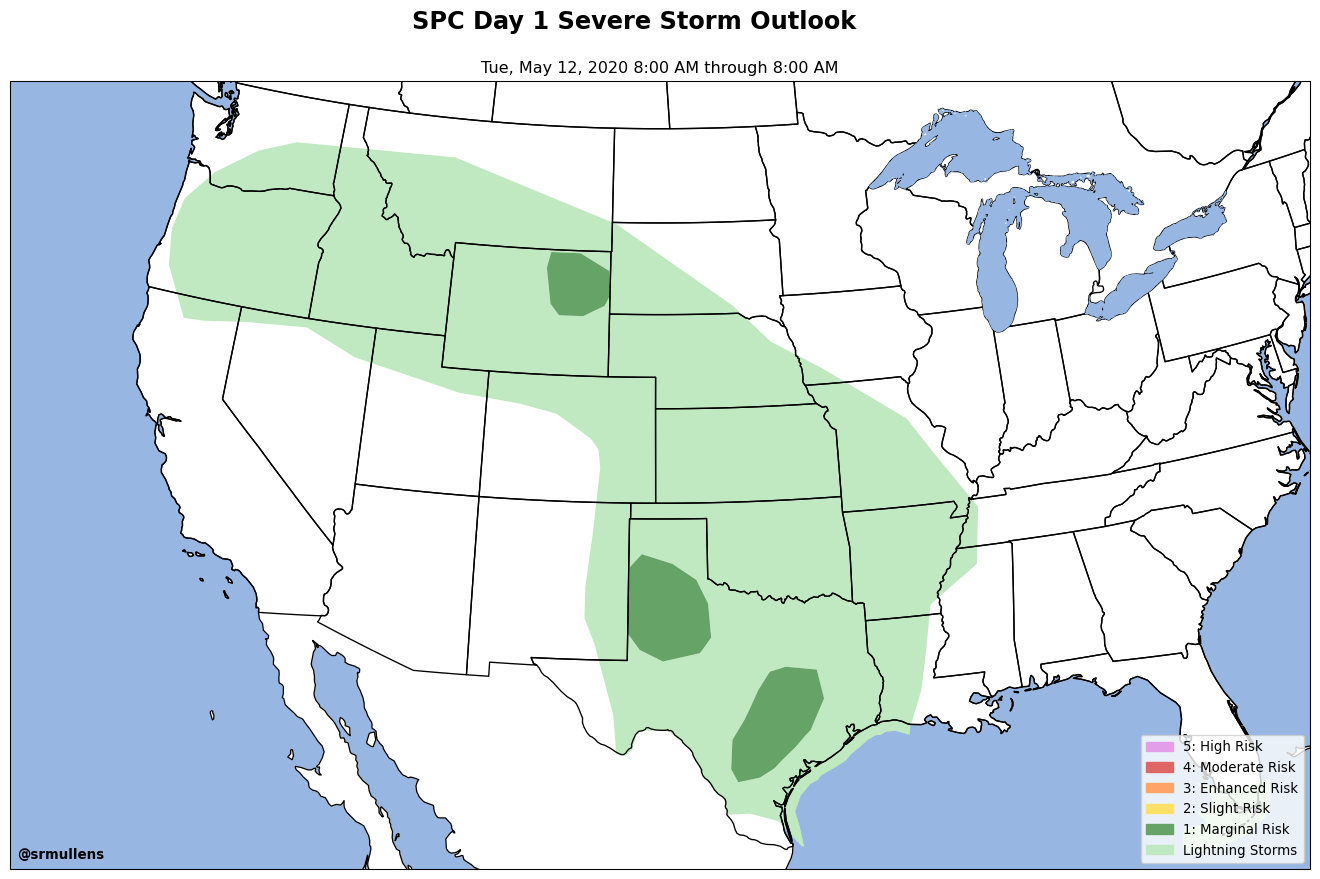 SPC Day 1 Severe Storm Outlook
Tue, May 12, 2020 8:00 AM through 8:00 AM
5: High Risk
4: Moderate Risk
3: Enhanced Risk
2: Slight Risk
1: Marginal Risk
Lightning Storms
@srmullens